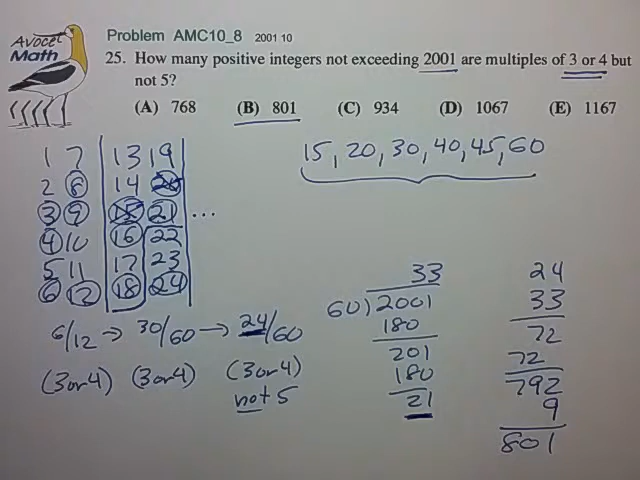 Avocet
Math
Problem AMC10_8 2001 10
25. How many positive integers not exceeding 2001 are multiples of 3 or 4 but
not 5?
(A) 768 (B) 801 (C) 934 (D) 1067 (E) 1167
1 7 13 19
2 8 14 20
3 9 15 21 ...
4 10 16 22
5 11 17 23
6 12 18 24
15, 20, 30, 40, 45, 60
6/12 → 30/60 → 24/60
(3or4) (3or4) (3or4)
not 5
33
60)2001
180
201
180
21
24
33
72
72
792
9
801